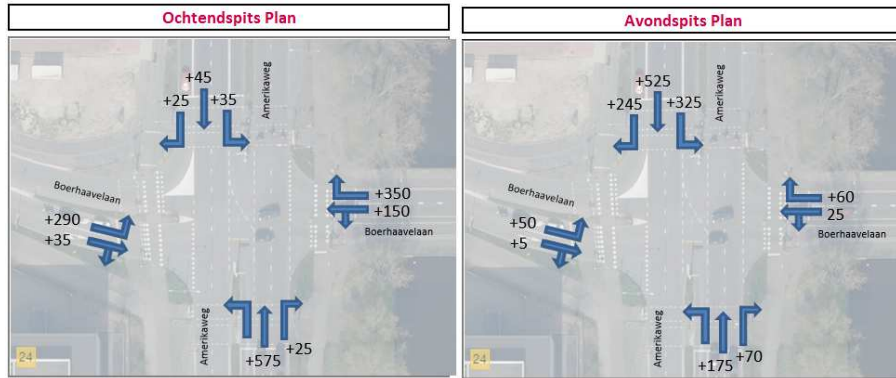 Ochtendspits Plan
+45
+25
+35
Amerikaweg
Boerhaavelaan
+290
+35
+350
+150
Boerhaavelaan
Amerikaweg
+575
+25
24
Avondspits Plan
+525
+245
+325
Amerikaweg
Boerhaavelaan
+50
+5
+60
25
Boerhaavelaan
Amerikaweg
+175
+70
24